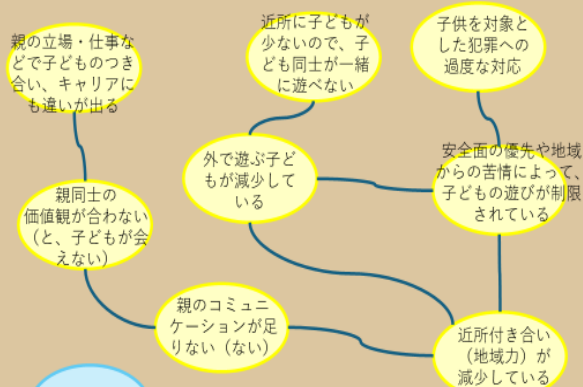 親の立場・仕事な
どで子どものつき
合い、キャリアに
も違いが出る
近所に子どもが
少ないので、子
ども同士が一緒
に遊べない
子供を対象と
した犯罪への
過度な対応
外で遊ぶ子ど
もが減少して
いる
安全面の優先や地域
からの苦情によって、
子どもの遊びが制限
されている
親同士の
価値観が合わない
（と、子どもが会
えない）
親のコミュニ
ケーションが足
りない（ない）
近所付き合い
（地域力）が
減少している